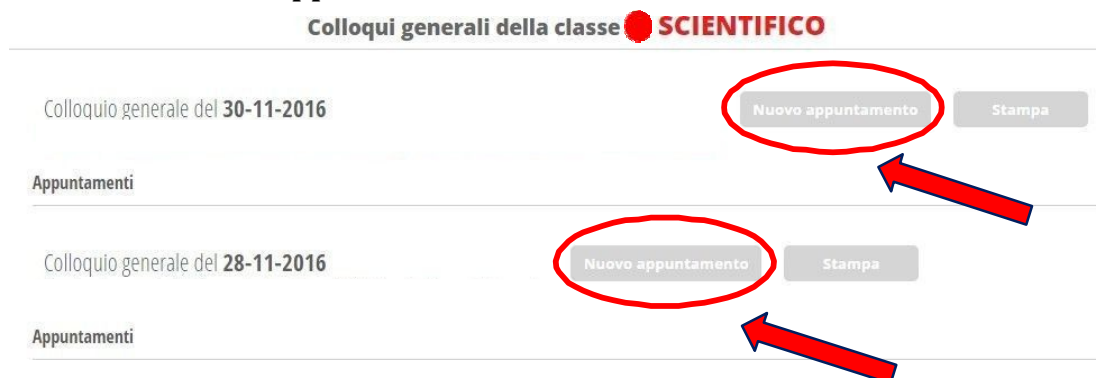 Colloqui generali della classe SCIENTIFICO
Colloquio generale del 30-11-2016 Nuovo appuntamento Stampa
Appuntamenti
Colloquio generale del 28-11-2016 Nuovo appuntamento Stampa
Appuntamenti